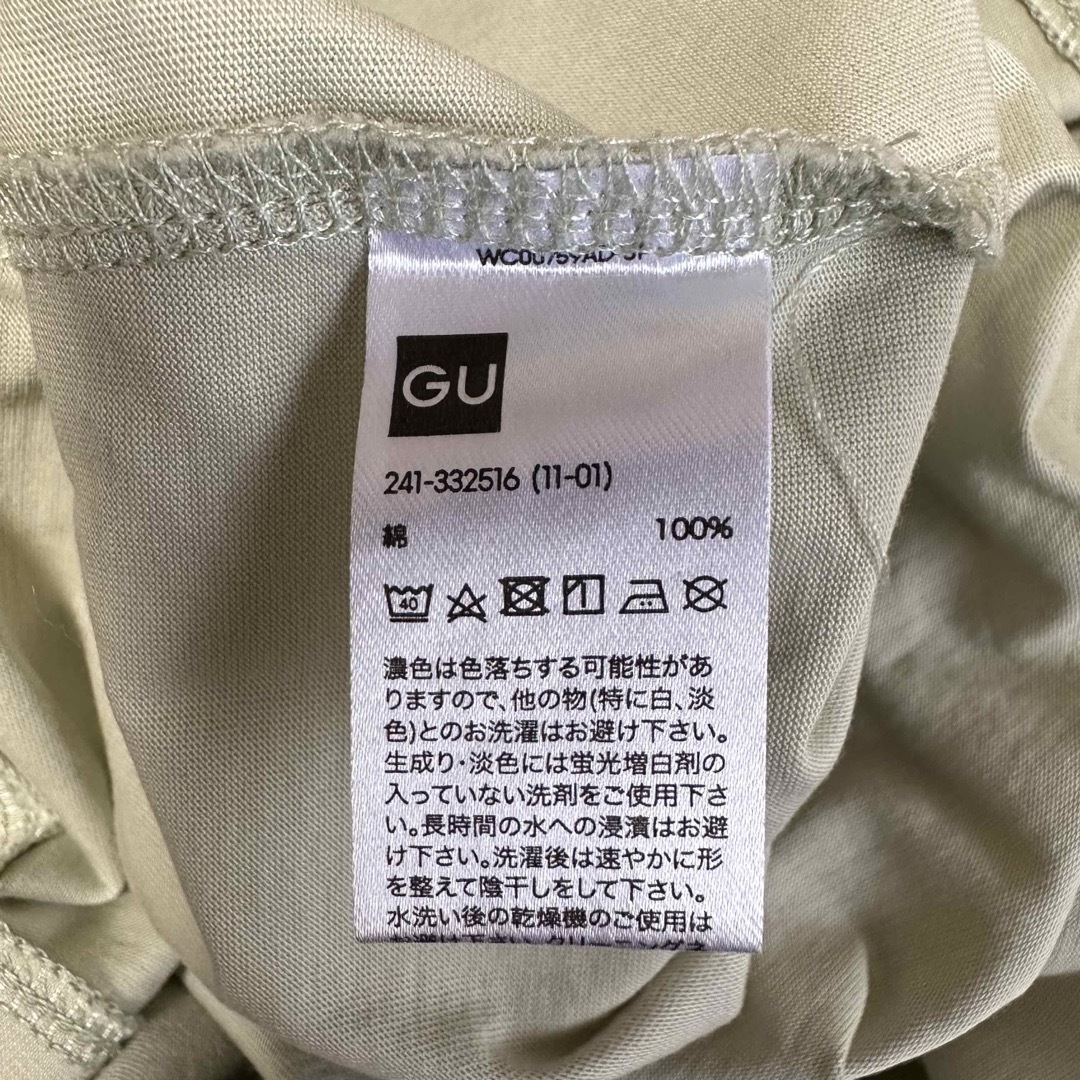 GU
241-332516 (11-01)
綿 100%
40
濃色は色落ちする可能性があ
りますので、他の物(特に白、淡
色)とのお洗濯はお避け下さい。
生成り・淡色には蛍光増白剤の
入っていない洗剤をご使用下さ
い。長時間の水への浸漬はお避
け下さい。洗濯後は速やかに形
を整えて陰干しをして下さい。
水洗い後の乾燥機のご使用は